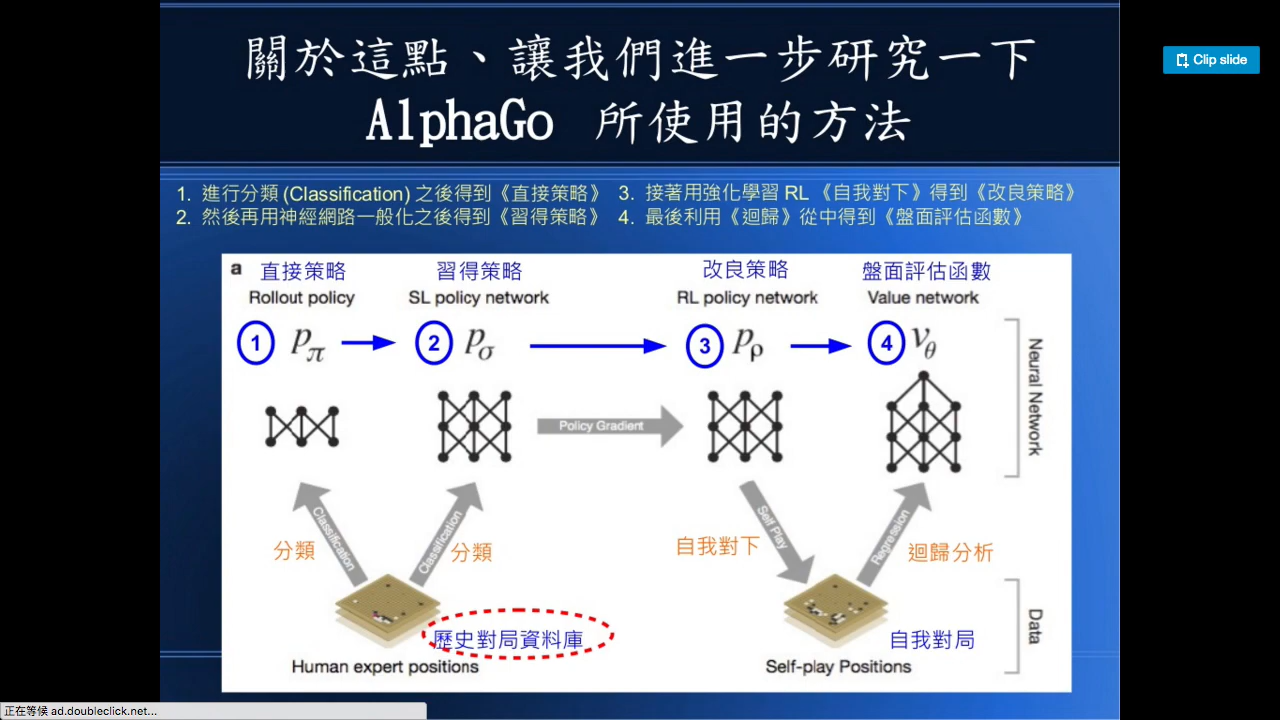 關於這點、讓我們進一步研究一下
AlphaGo 所使用的方法
Clip slide
1. 進行分類 (Classification) 之後得到《直接策略》
2. 然後再用神經網路一般化之後得到《習得策略》
3. 接著用強化學習 RL 《自我對下》得到《改良策略》
4. 最後利用《迴歸》從中得到《盤面評估函數》
a
直接策略
習得策略
改良策略
盤面評估函數
Rollout policy
SL policy network
RL policy network
Value network
1 pπ
2 pσ
3 pρ
4 vθ
Neural Network
Policy Gradient
Classification
Classification
Self Play
Regression
分類
分類
自我對下
迴歸分析
歷史對局資料庫
自我對局
Data
Human expert positions
Self-play Positions
正在等候 ad.doubleclick.net...